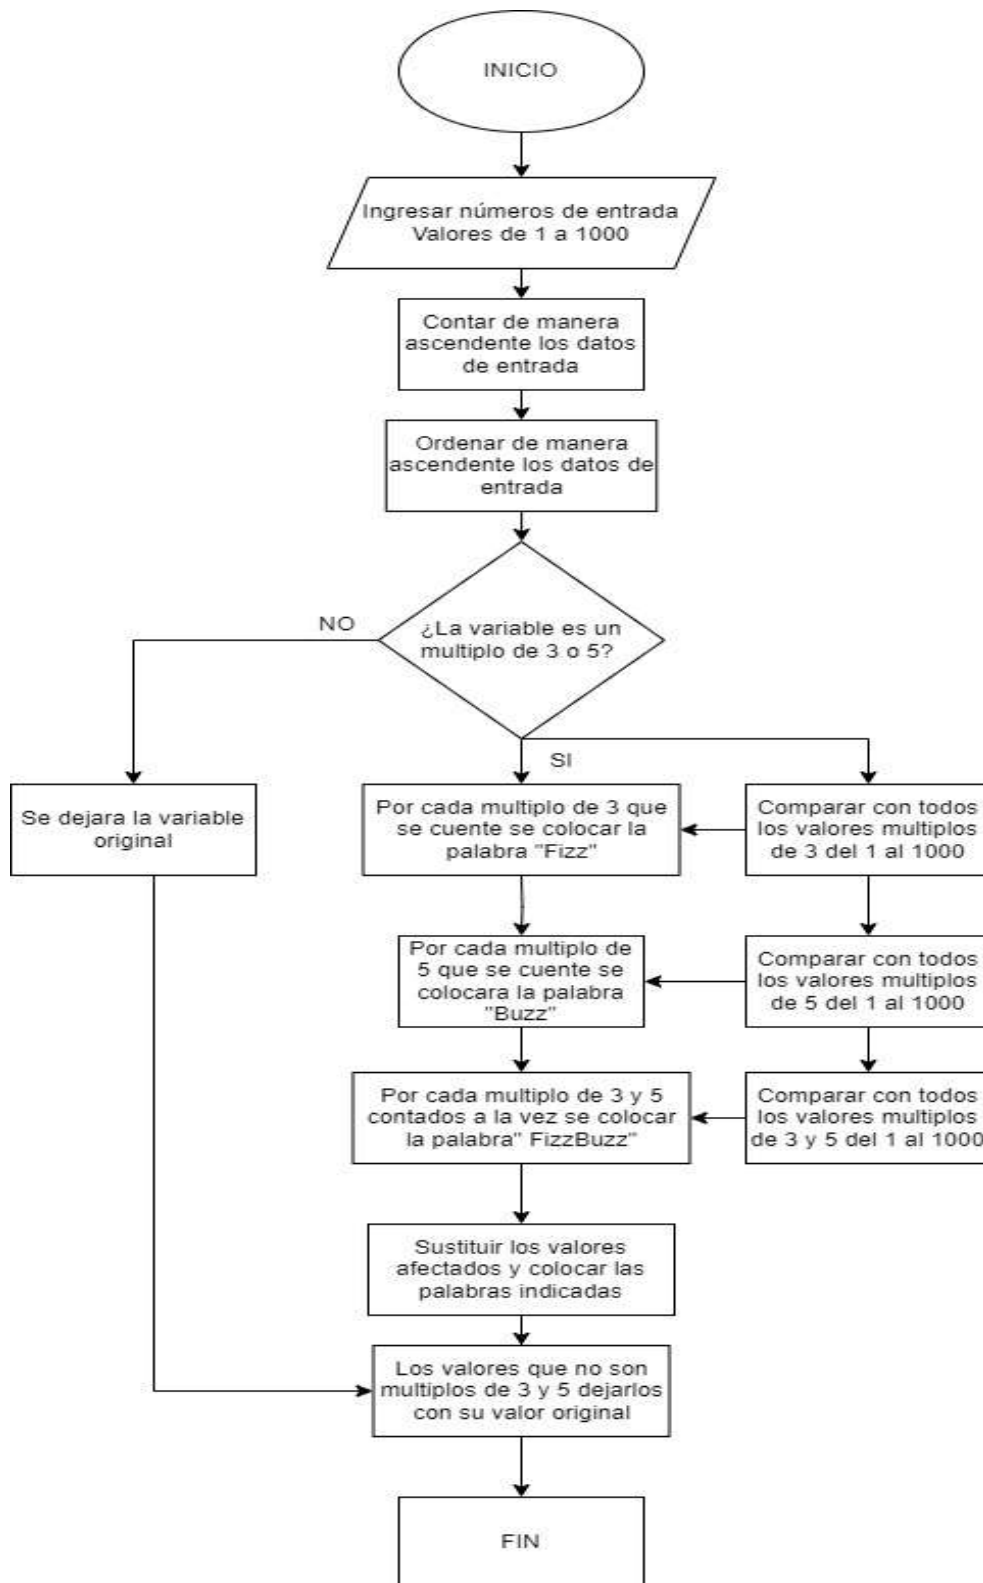 INICIO
Ingresar números de entrada
Valores de 1 a 1000
Contar de manera
ascendente los datos
de entrada
Ordenar de manera
ascendente los datos de
entrada
¿La variable es un
multiplo de 3 o 5?
NO
SI
Se dejara la variable
original
Por cada multiplo de 3 que
se cuente se colocar la
palabra "Fizz"
Comparar con todos
los valores multiplos
de 3 del 1 al 1000
Por cada multiplo de
5 que se cuente se
colocara la palabra
"Buzz"
Comparar con todos
los valores multiplos
de 5 del 1 al 1000
Por cada multiplo de 3 y 5
contados a la vez se colocar
la palabra" FizzBuzz"
Comparar con todos
los valores multiplos
de 3 y 5 del 1 al 1000
Sustituir los valores
afectados y colocar las
palabras indicadas
Los valores que no son
multiplos de 3 y 5 dejarlos
con su valor original
FIN